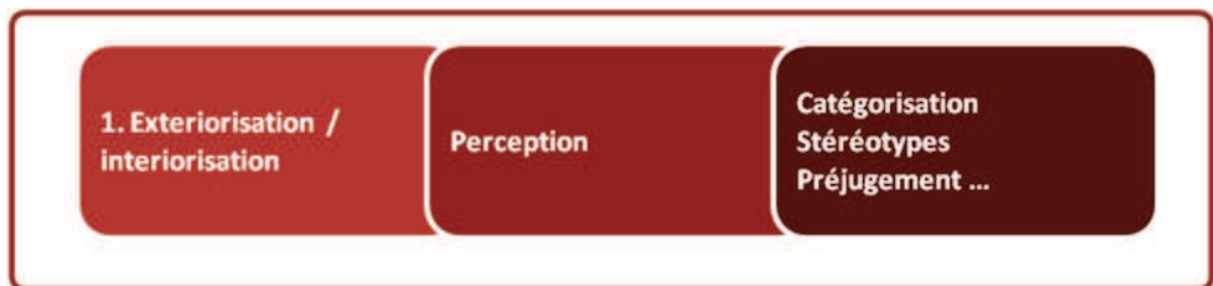 1. Exteriorisation /
interiorisation
Perception
Catégorisation
Stéréotypes
Préjugement ...